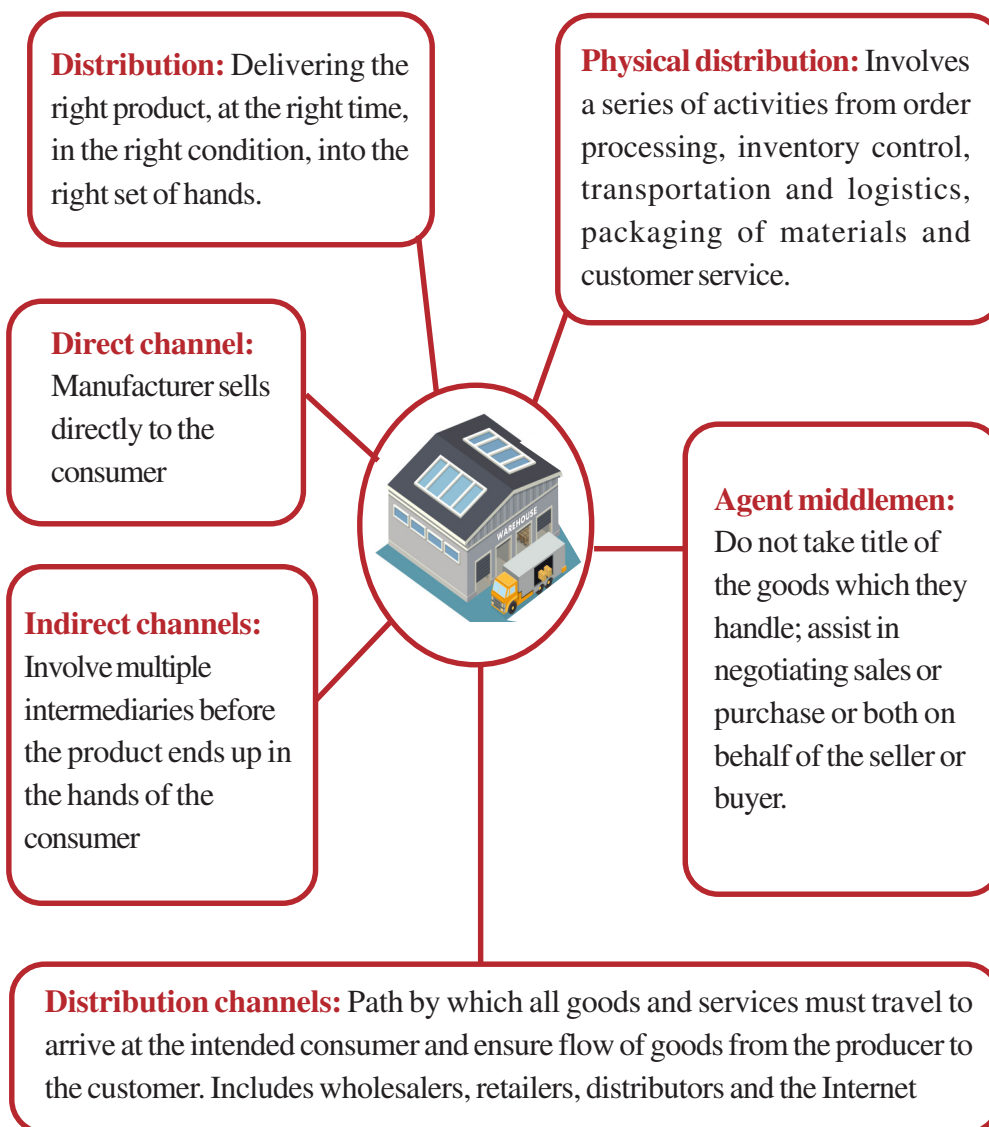 Distribution: Delivering the
right product, at the right time,
in the right condition, into the
right set of hands.
Physical distribution: Involves
a series of activities from order
processing, inventory control,
transportation and logistics,
packaging of materials and
customer service.
Direct channel:
Manufacturer sells
directly to the
consumer
WAREHOUSE
Agent middlemen:
Do not take title of
the goods which they
handle; assist in
negotiating sales or
purchase or both on
behalf of the seller or
buyer.
Indirect channels:
Involve multiple
intermediaries before
the product ends up in
the hands of the
consumer
Distribution channels: Path by which all goods and services must travel to
arrive at the intended consumer and ensure flow of goods from the producer to
the customer. Includes wholesalers, retailers, distributors and the Internet